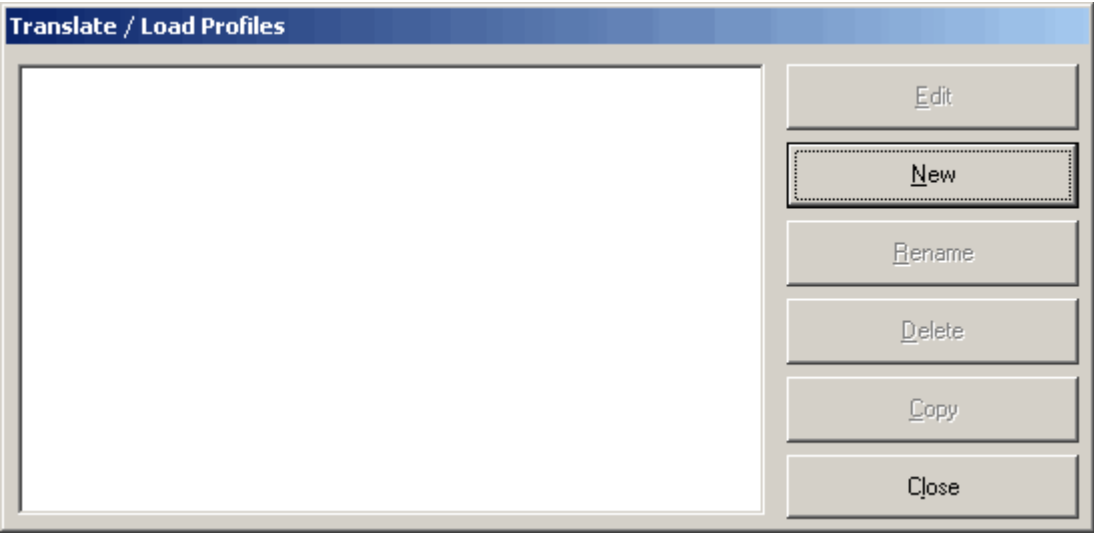 Translate / Load Profiles
Edit
New
Rename
Delete
Copy
Close